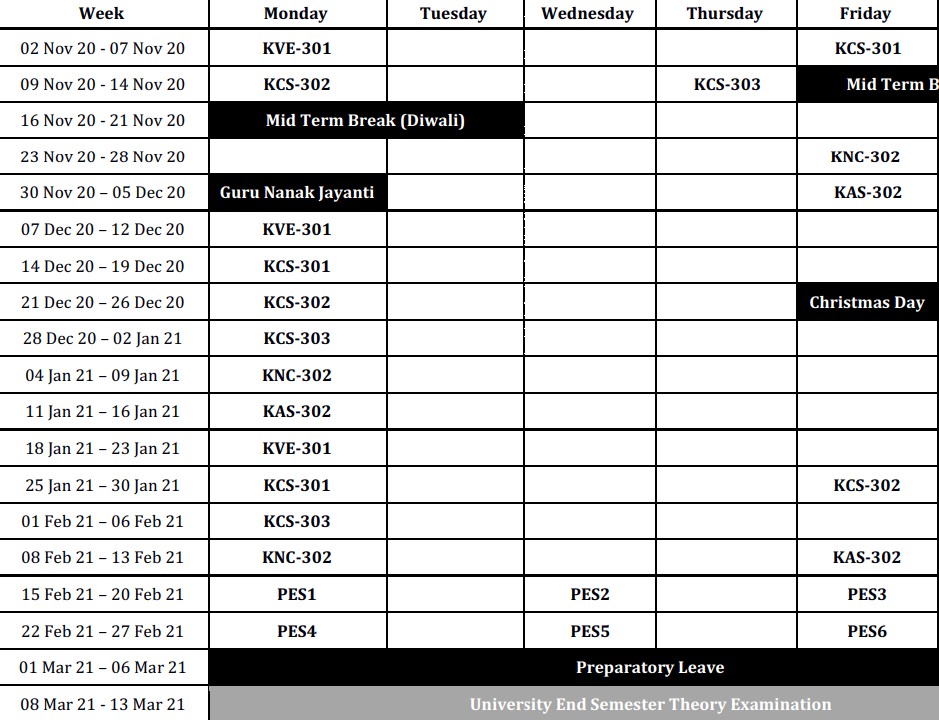 Week Monday Tuesday Wednesday Thursday Friday
02 Nov 20 - 07 Nov 20 KVE-301 KCS-301
09 Nov 20 - 14 Nov 20 KCS-302 KCS-303 Mid Term B
16 Nov 20 - 21 Nov 20 Mid Term Break (Diwali)
23 Nov 20 - 28 Nov 20 KNC-302
30 Nov 20 – 05 Dec 20 Guru Nanak Jayanti KAS-302
07 Dec 20 – 12 Dec 20 KVE-301
14 Dec 20 – 19 Dec 20 KCS-301
21 Dec 20 – 26 Dec 20 KCS-302 Christmas Day
28 Dec 20 – 02 Jan 21 KCS-303
04 Jan 21 – 09 Jan 21 KNC-302
11 Jan 21 – 16 Jan 21 KAS-302
18 Jan 21 – 23 Jan 21 KVE-301
25 Jan 21 – 30 Jan 21 KCS-301 KCS-302
01 Feb 21 – 06 Feb 21 KCS-303
08 Feb 21 – 13 Feb 21 KNC-302 KAS-302
15 Feb 21 – 20 Feb 21 PES1 PES2 PES3
22 Feb 21 – 27 Feb 21 PES4 PES5 PES6
01 Mar 21 – 06 Mar 21 Preparatory Leave
08 Mar 21 - 13 Mar 21 University End Semester Theory Examination